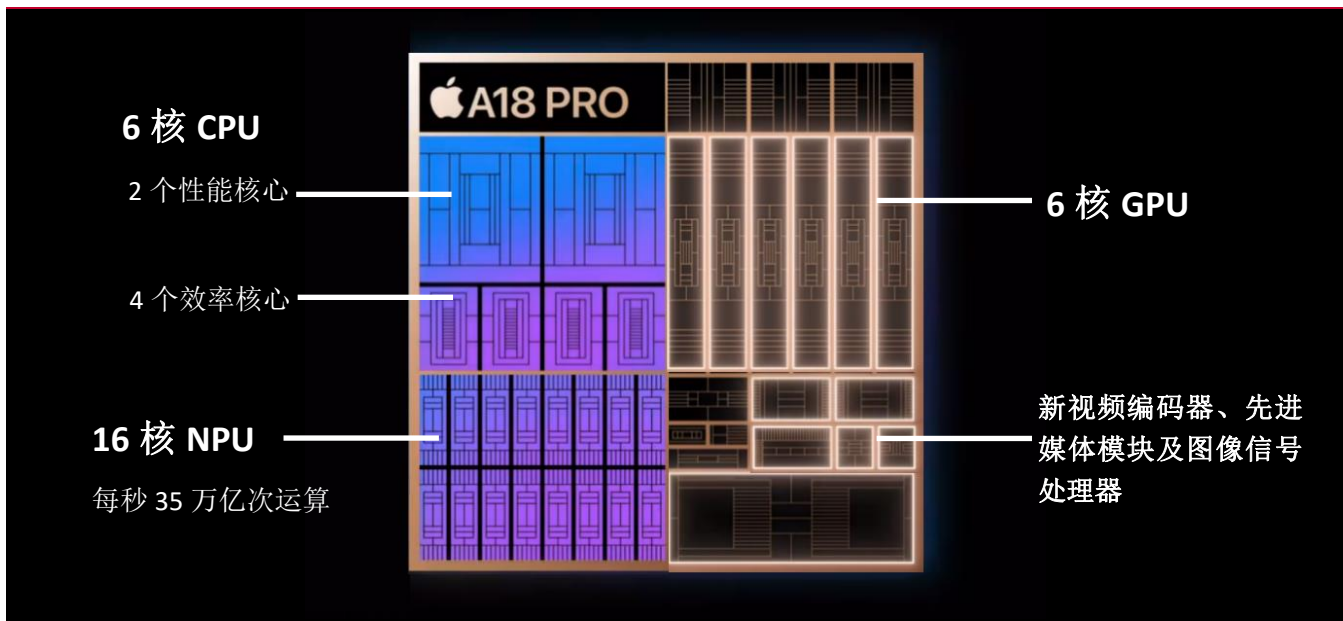 A18 PRO
6 核 CPU
2 个性能核心
4 个效率核心
16 核 NPU
每秒 35 万亿次运算
6 核 GPU
新视频编码器、先进
媒体模块及图像信号
处理器